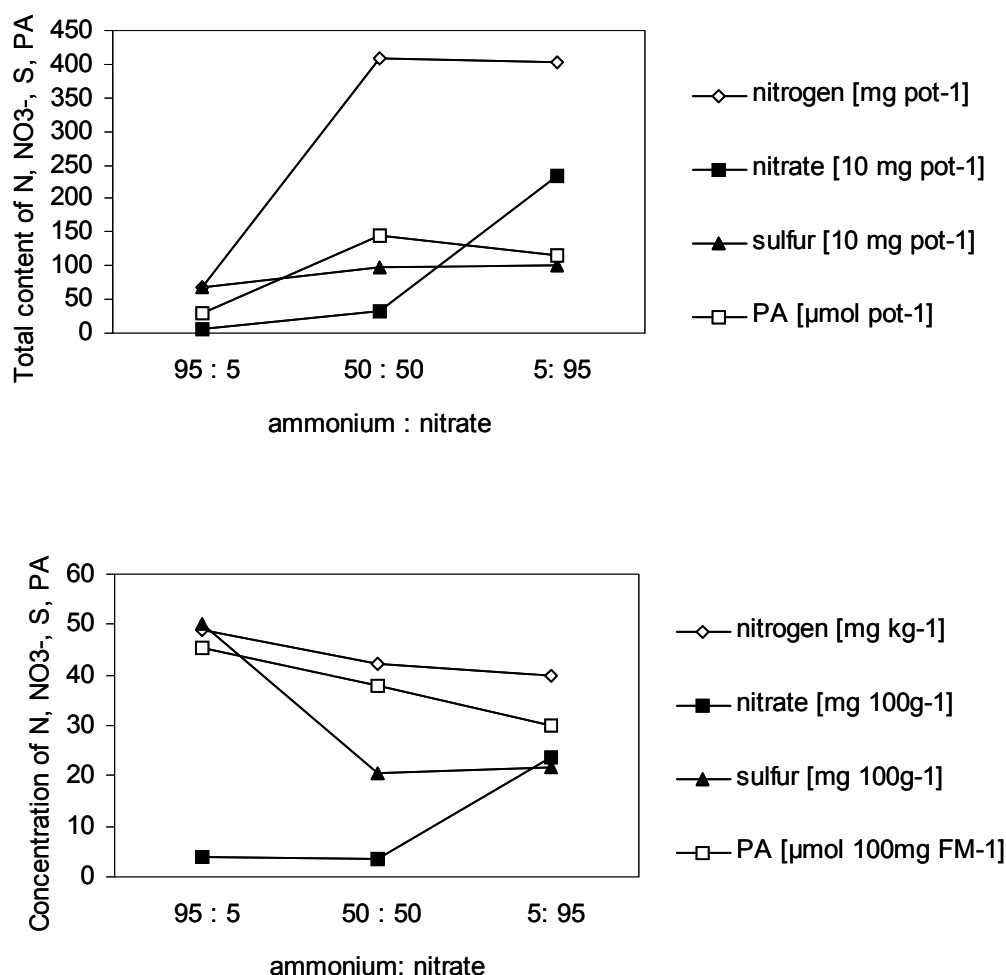 Total content of N, NO3-, S, PA
450
400
350
300
250
200
150
100
50
0
95 : 5
50 : 50
5: 95
ammonium : nitrate
nitrogen [mg pot-1]
nitrate [10 mg pot-1]
sulfur [10 mg pot-1]
PA [µmol pot-1]
Concentration of N, NO3-, S, PA
60
50
40
30
20
10
0
95 : 5
50 : 50
5: 95
ammonium: nitrate
nitrogen [mg kg-1]
nitrate [mg 100g-1]
sulfur [mg 100g-1]
PA [µmol 100mg FM-1]